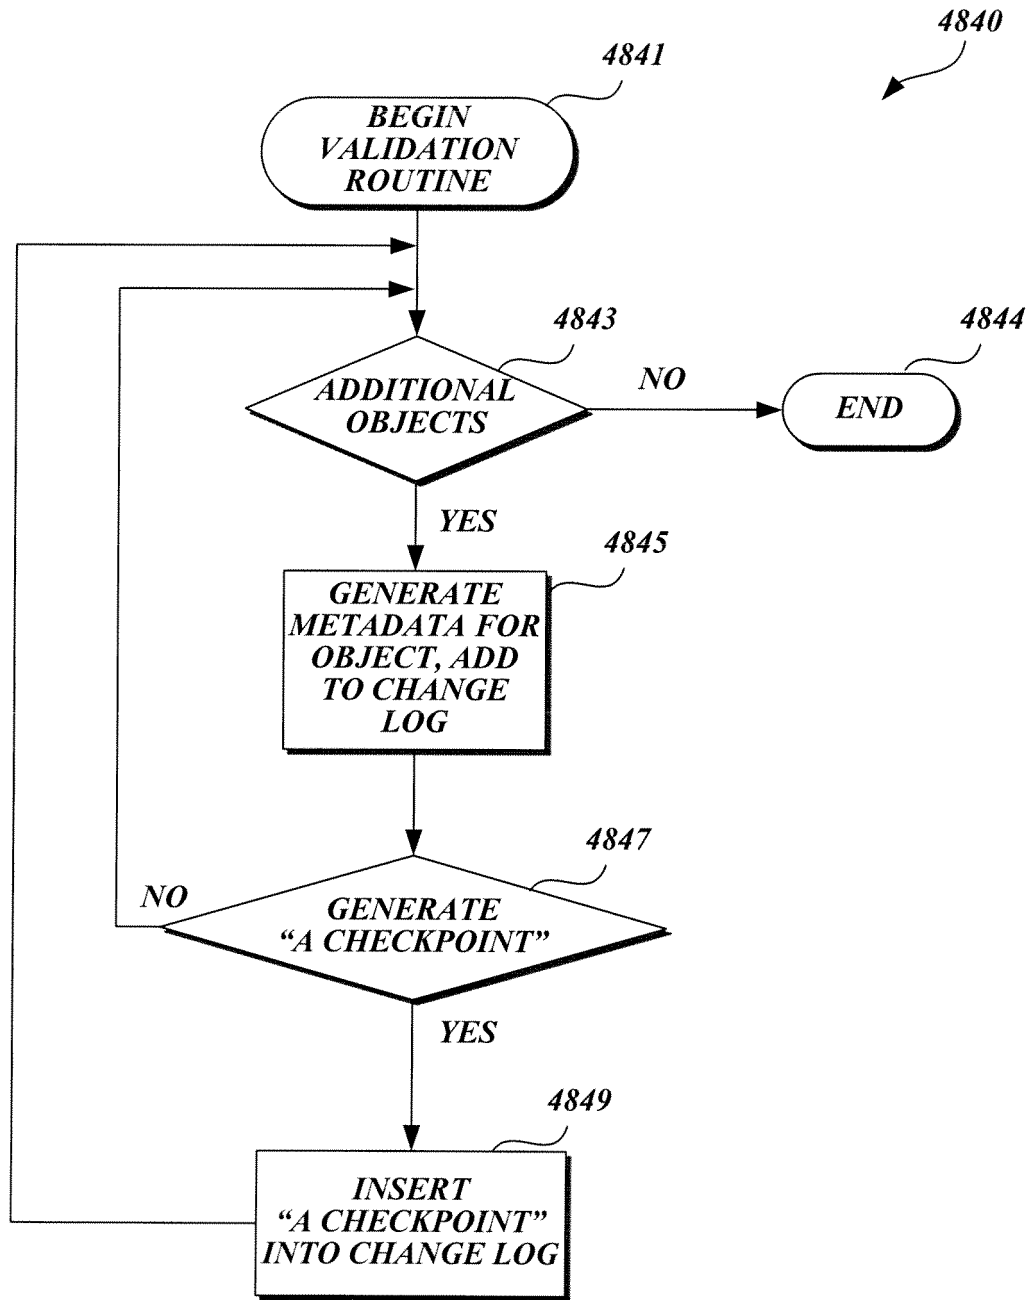 4840
4841
BEGIN
VALIDATION
ROUTINE
4843
4844
ADDITIONAL
OBJECTS
NO
END
YES
4845
GENERATE
METADATA FOR
OBJECT, ADD
TO CHANGE
LOG
4847
NO
GENERATE
“A CHECKPOINT”
YES
4849
INSERT
“A CHECKPOINT”
INTO CHANGE LOG